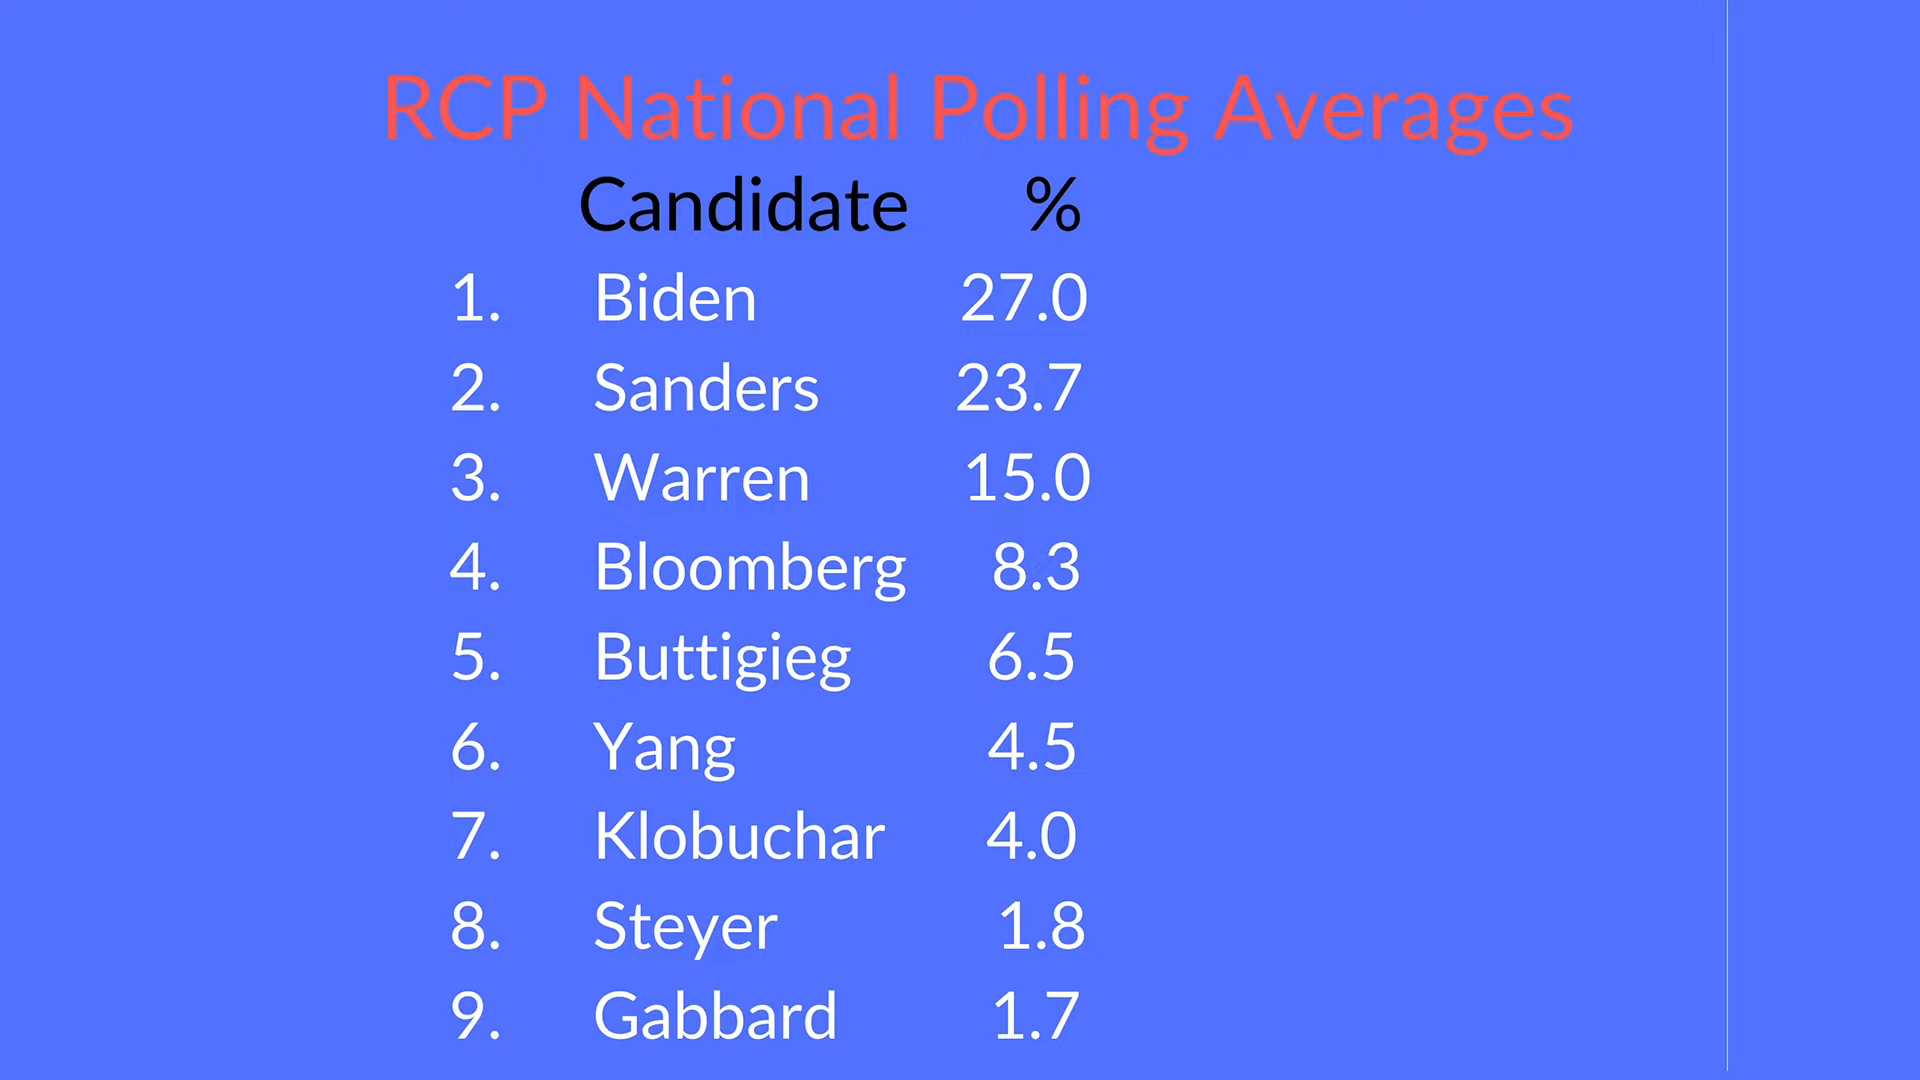 RCP National Polling Averages
Candidate %
1. Biden 27.0
2. Sanders 23.7
3. Warren 15.0
4. Bloomberg 8.3
5. Buttigieg 6.5
6. Yang 4.5
7. Klobuchar 4.0
8. Steyer 1.8
9. Gabbard 1.7